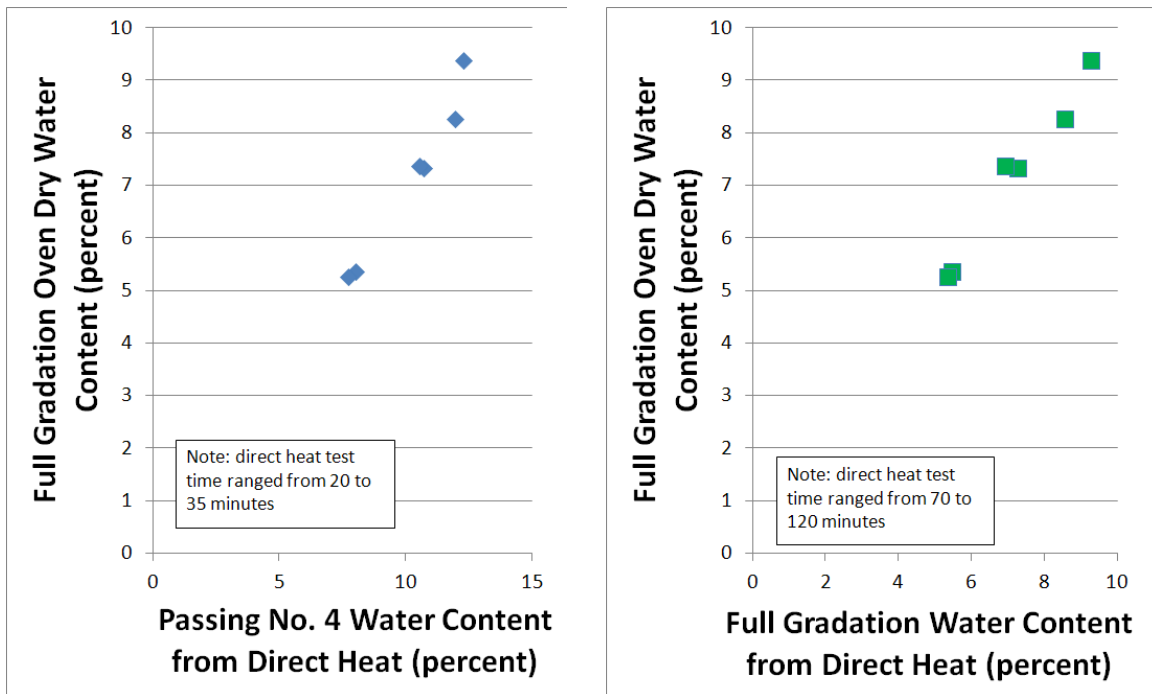 Full Gradation Oven Dry Water
Content (percent)
10
9
8
7
6
5
4
3
2
1
0
Note: direct heat test
time ranged from 20 to
35 minutes
0
5
10
15
Passing No. 4 Water Content
from Direct Heat (percent)
Full Gradation Oven Dry Water
Content (percent)
10
9
8
7
6
5
4
3
2
1
0
Note: direct heat test
time ranged from 70 to
120 minutes
0
2
4
6
8
10
Full Gradation Water Content
from Direct Heat (percent)